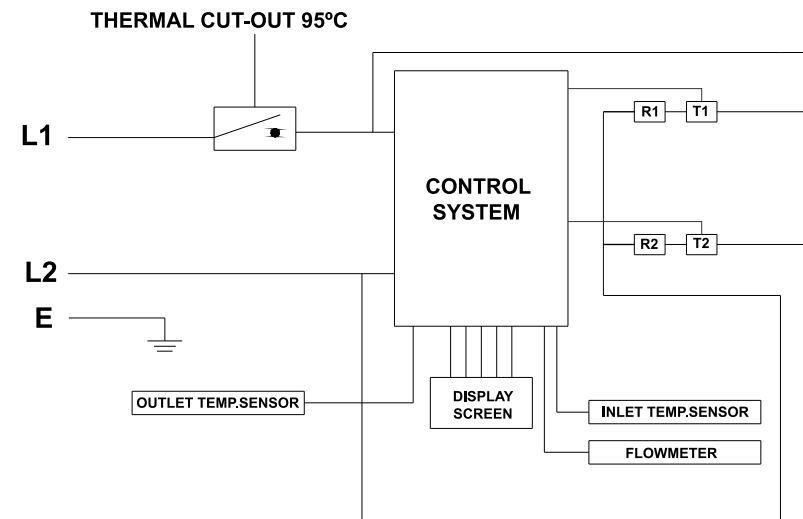 THERMAL CUT-OUT 95ºC
L1
R1
T1
CONTROL
SYSTEM
R2
T2
L2
E
OUTLET TEMP.SENSOR
DISPLAY
SCREEN
INLET TEMP.SENSOR
FLOWMETER